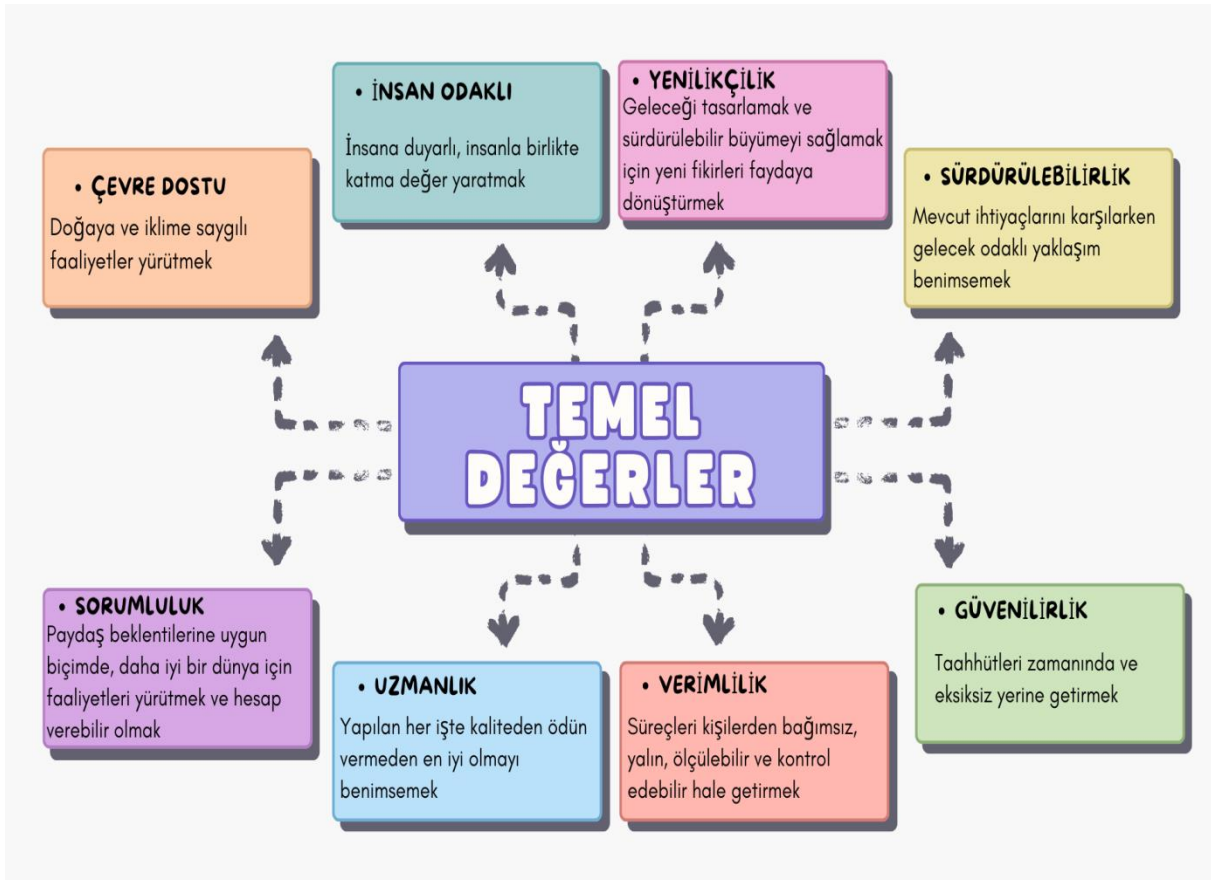 • İNSAN ODAKLI
İnsana duyarlı, insanla birlikte
katma değer yaratmak
• YENİLİKÇİLİK
Geleceği tasarlamak ve
sürdürülebilir büyümeyi sağlamak
için yeni fikirleri faydaya
dönüştürmek
• ÇEVRE DOSTU
Doğaya ve iklime saygılı
faaliyetler yürütmek
• SÜRDÜRÜLEBİLİRLİK
Mevcut ihtiyaçlarını karşılarken
gelecek odaklı yaklaşım
benimsemek
TEMEL
DEĞERLER
• SORUMLULUK
Paydaş beklentilerine uygun
biçimde, daha iyi bir dünya için
faaliyetleri yürütmek ve hesap
verebilir olmak
• UZMANLIK
Yapılan her işte kaliteden ödün
vermeden en iyi olmayı
benimsemek
• VERİMLİLİK
Süreçleri kişilerden bağımsız,
yalın, ölçülebilir ve kontrol
edebilir hale getirmek
• GÜVENİLİRLİK
Taahhütleri zamanında ve
eksiksiz yerine getirmek